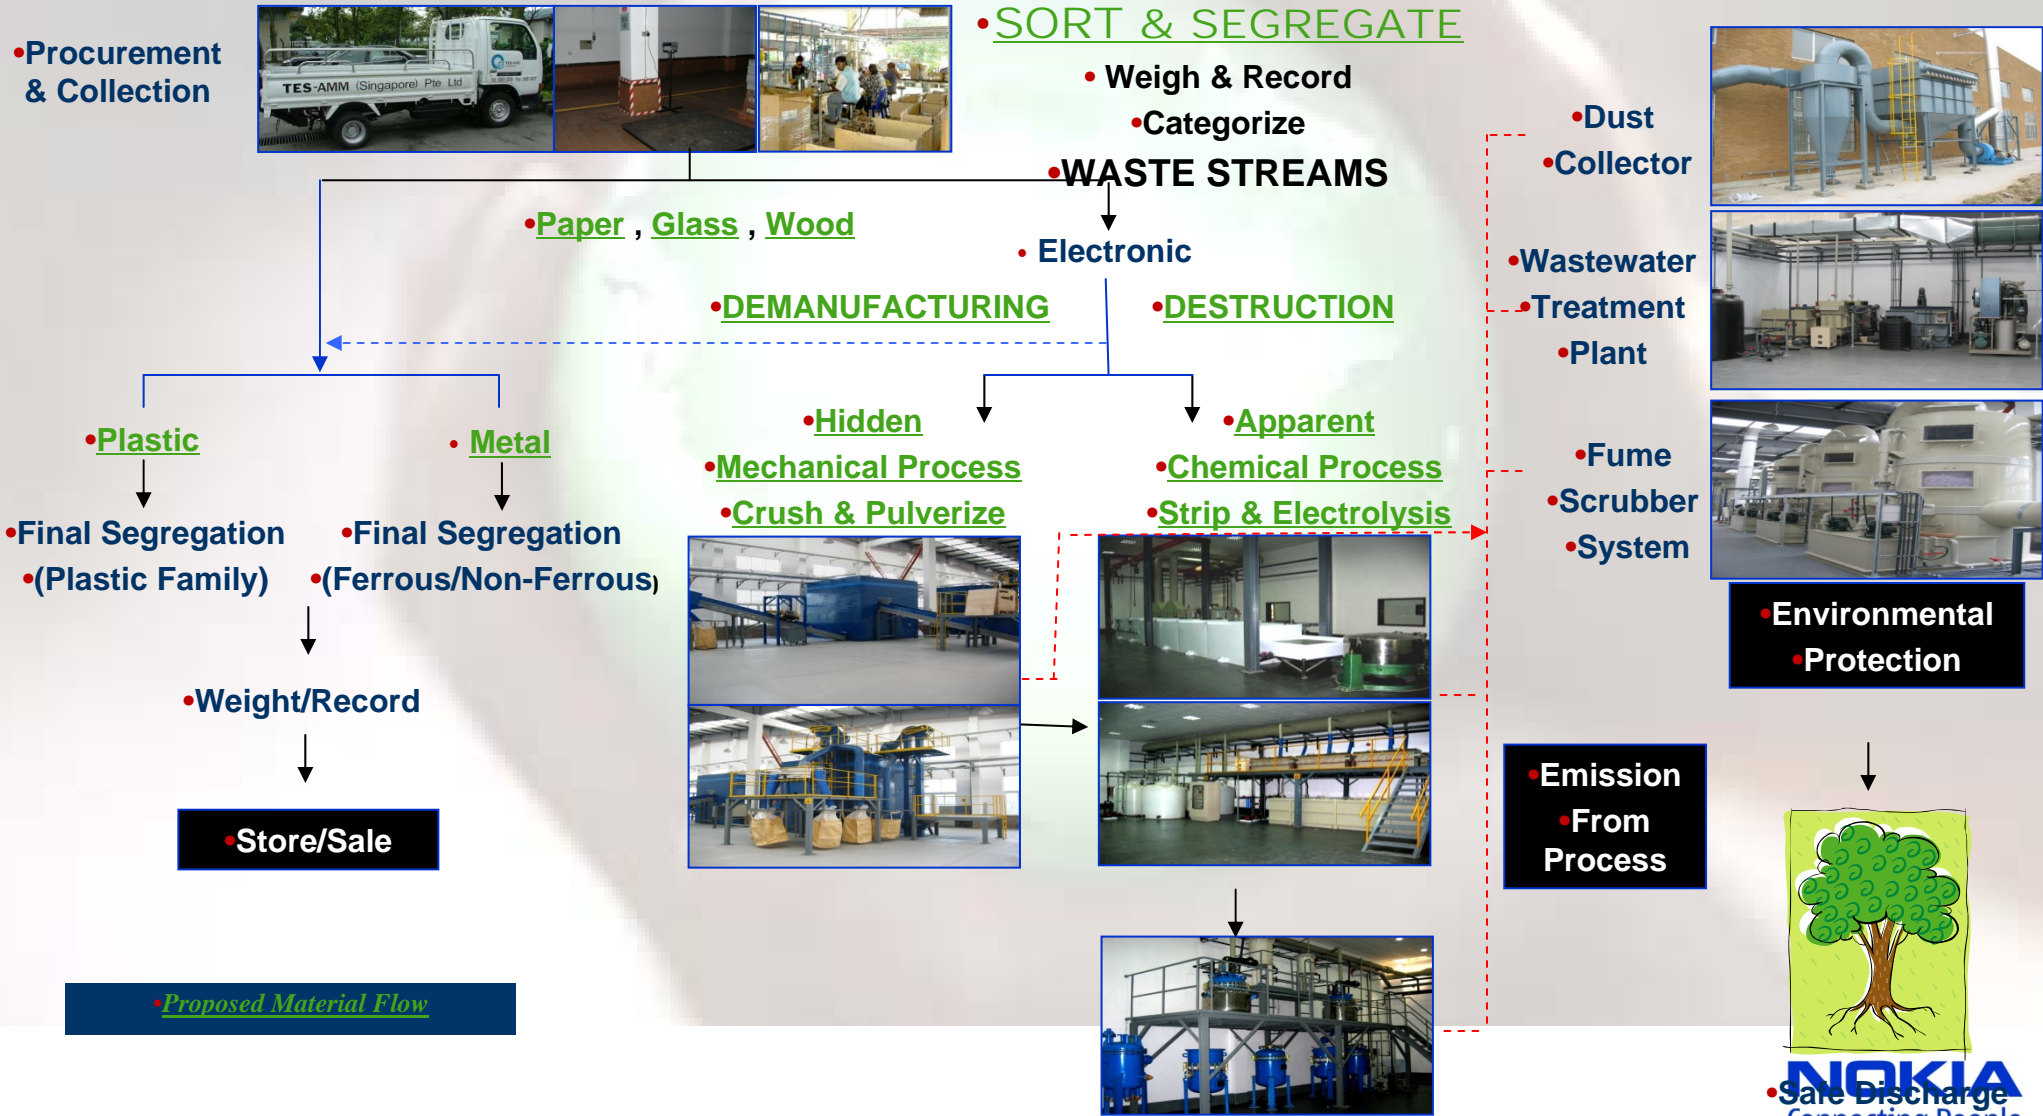 •Procurement
& Collection
TES-AMM (Singapore) Pte Ltd
•SORT & SEGREGATE
• Weigh & Record
•Categorize
•WASTE STREAMS
•Paper , Glass , Wood
• Electronic
•DEMANUFACTURING
•DESTRUCTION
•Plastic
• Metal
•Final Segregation
•(Plastic Family)
•Final Segregation
•(Ferrous/Non-Ferrous)
•Weight/Record
•Store/Sale
•Hidden
•Mechanical Process
•Crush & Pulverize
•Apparent
•Chemical Process
•Strip & Electrolysis
•Dust
•Collector
•Wastewater
•Treatment
•Plant
•Fume
•Scrubber
•System
•Environmental
•Protection
•Emission
•From
Process
•Proposed Material Flow
NOKIA
•Safe Discharge
Connecting People